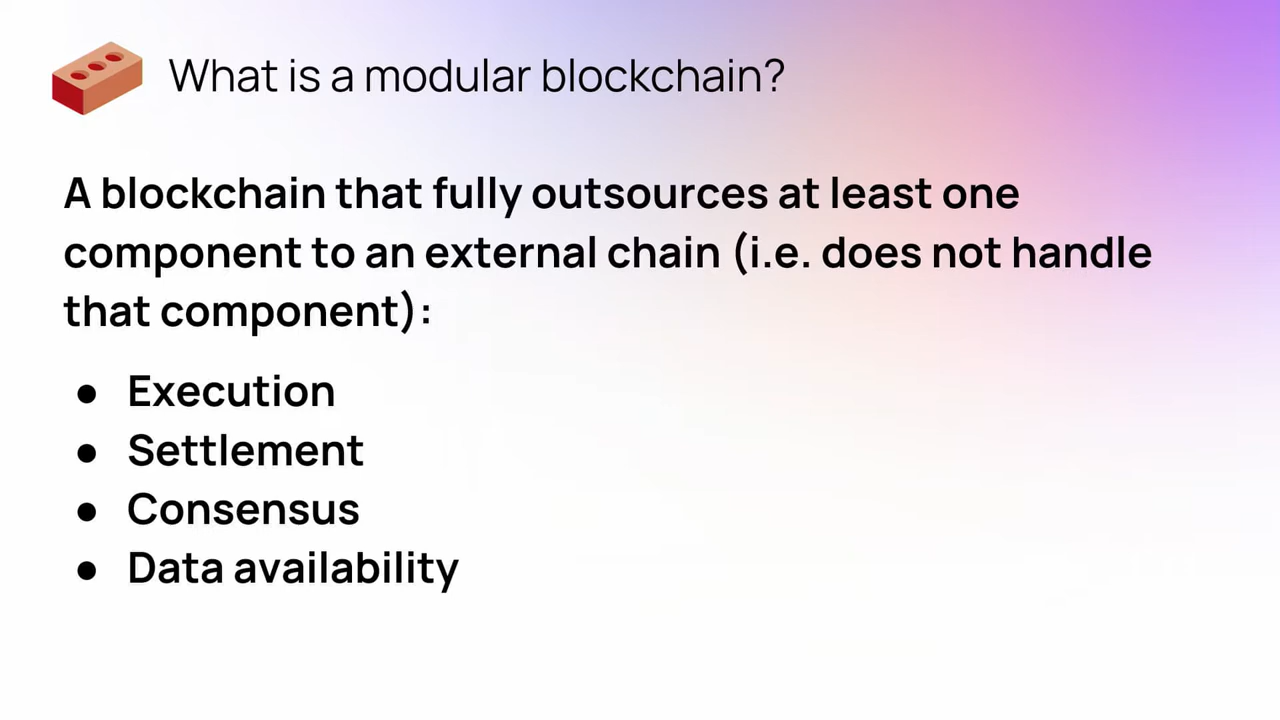 What is a modular blockchain?
A blockchain that fully outsources at least one
component to an external chain (i.e. does not handle
that component):
● Execution
● Settlement
● Consensus
● Data availability